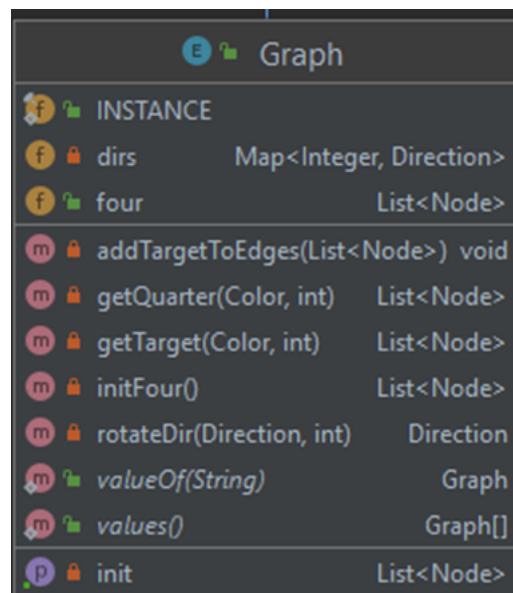 E Graph
f INSTANCE
f dirs Map<Integer, Direction>
f four List<Node>
m addTargetToEdges(List<Node>) void
m getQuarter(Color, int) List<Node>
m getTarget(Color, int) List<Node>
m initFour() List<Node>
m rotateDir(Direction, int) Direction
m valueOf(String) Graph
m values() Graph[]
p init List<Node>